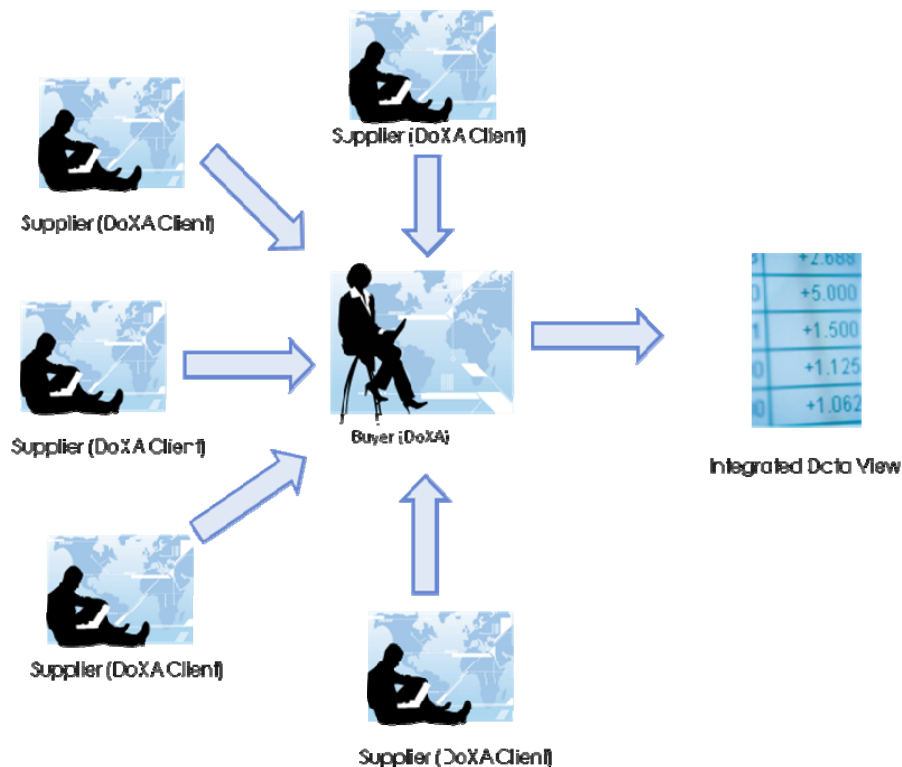 Supplier (DoXA Client)
Supplier (DoXA Client)
+2.688
+5.000
+1.500
+1.125
+1.062
Supplier (DoXA Client)
Buyer (DoXA)
Integrated Data View
Supplier (DoXA Client)
Supplier (DoXA Client)